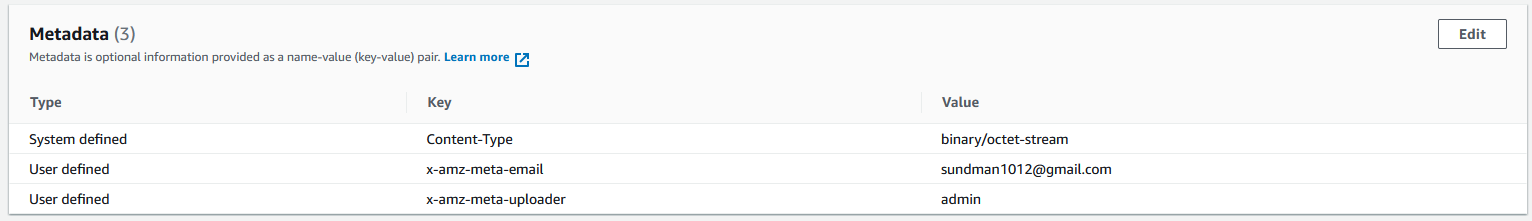 Metadata (3)
Edit
Metadata is optional information provided as a name-value (key-value) pair. Learn more
Type Key Value
System defined Content-Type binary/octet-stream
User defined x-amz-meta-email sundman1012@gmail.com
User defined x-amz-meta-uploader admin